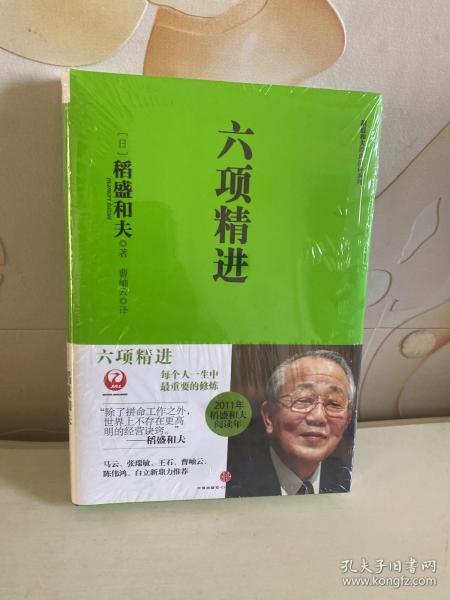 六项精进
[日]
稻盛和夫
著
曹岫云 译
六项精进
每个人一生中
最重要的修炼
2011年
稻盛和夫
阅读年
“除了拼命工作之外，
世界上不存在更高
明的经营诀窍。”
——稻盛和夫
马云、张瑞敏、王石、曹岫云、
陈伟鸿、白立新鼎力推荐
中信出版社
孔夫子旧书网
www.kongfz.com